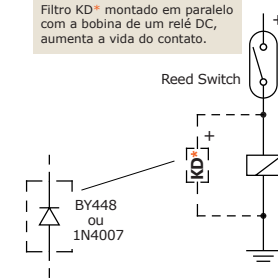 Filtro KD* montado em paralelo
com a bobina de um relé DC,
aumenta a vida do contato.
+
Reed Switch
+
KD*
BY448
ou
1N4007